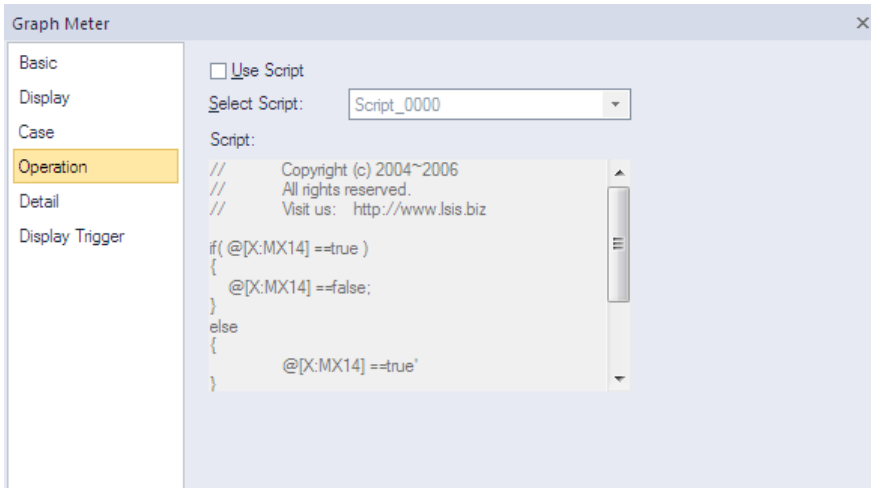 Graph Meter
Basic
Display
Case
Operation
Detail
Display Trigger
Use Script
Select Script: Script_0000
Script:
// Copyright (c) 2004~2006
// All rights reserved.
// Visit us: http://www.lsis.biz
if( @[X:MX14] ==true )
{
@[X:MX14] ==false;
}
else
{
@[X:MX14] ==true'
}